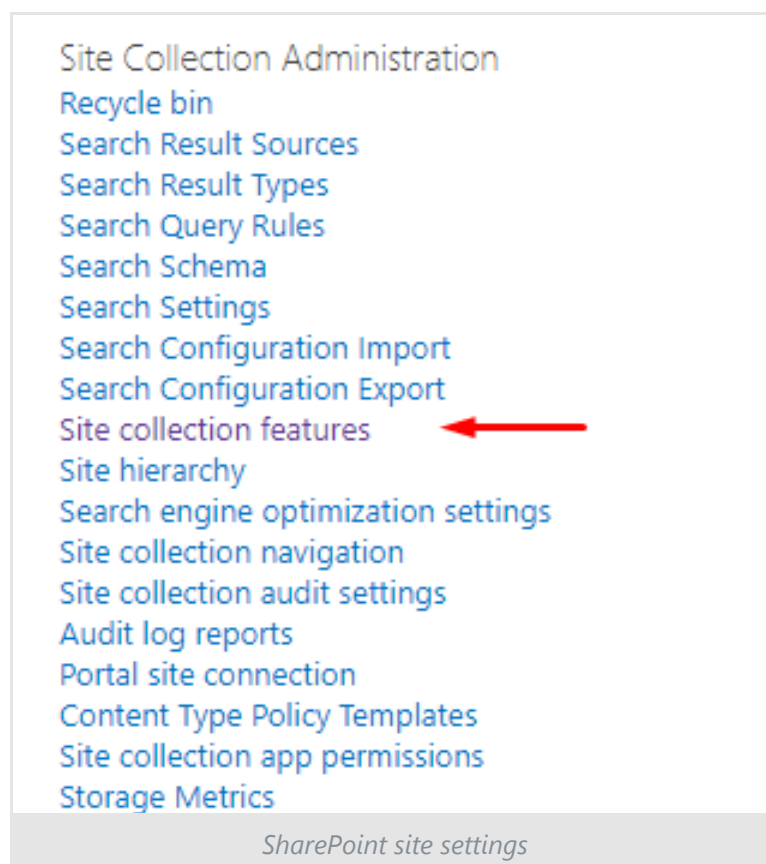 Site Collection Administration
Recycle bin
Search Result Sources
Search Result Types
Search Query Rules
Search Schema
Search Settings
Search Configuration Import
Search Configuration Export
Site collection features
Site hierarchy
Search engine optimization settings
Site collection navigation
Site collection audit settings
Audit log reports
Portal site connection
Content Type Policy Templates
Site collection app permissions
Storage Metrics
SharePoint site settings